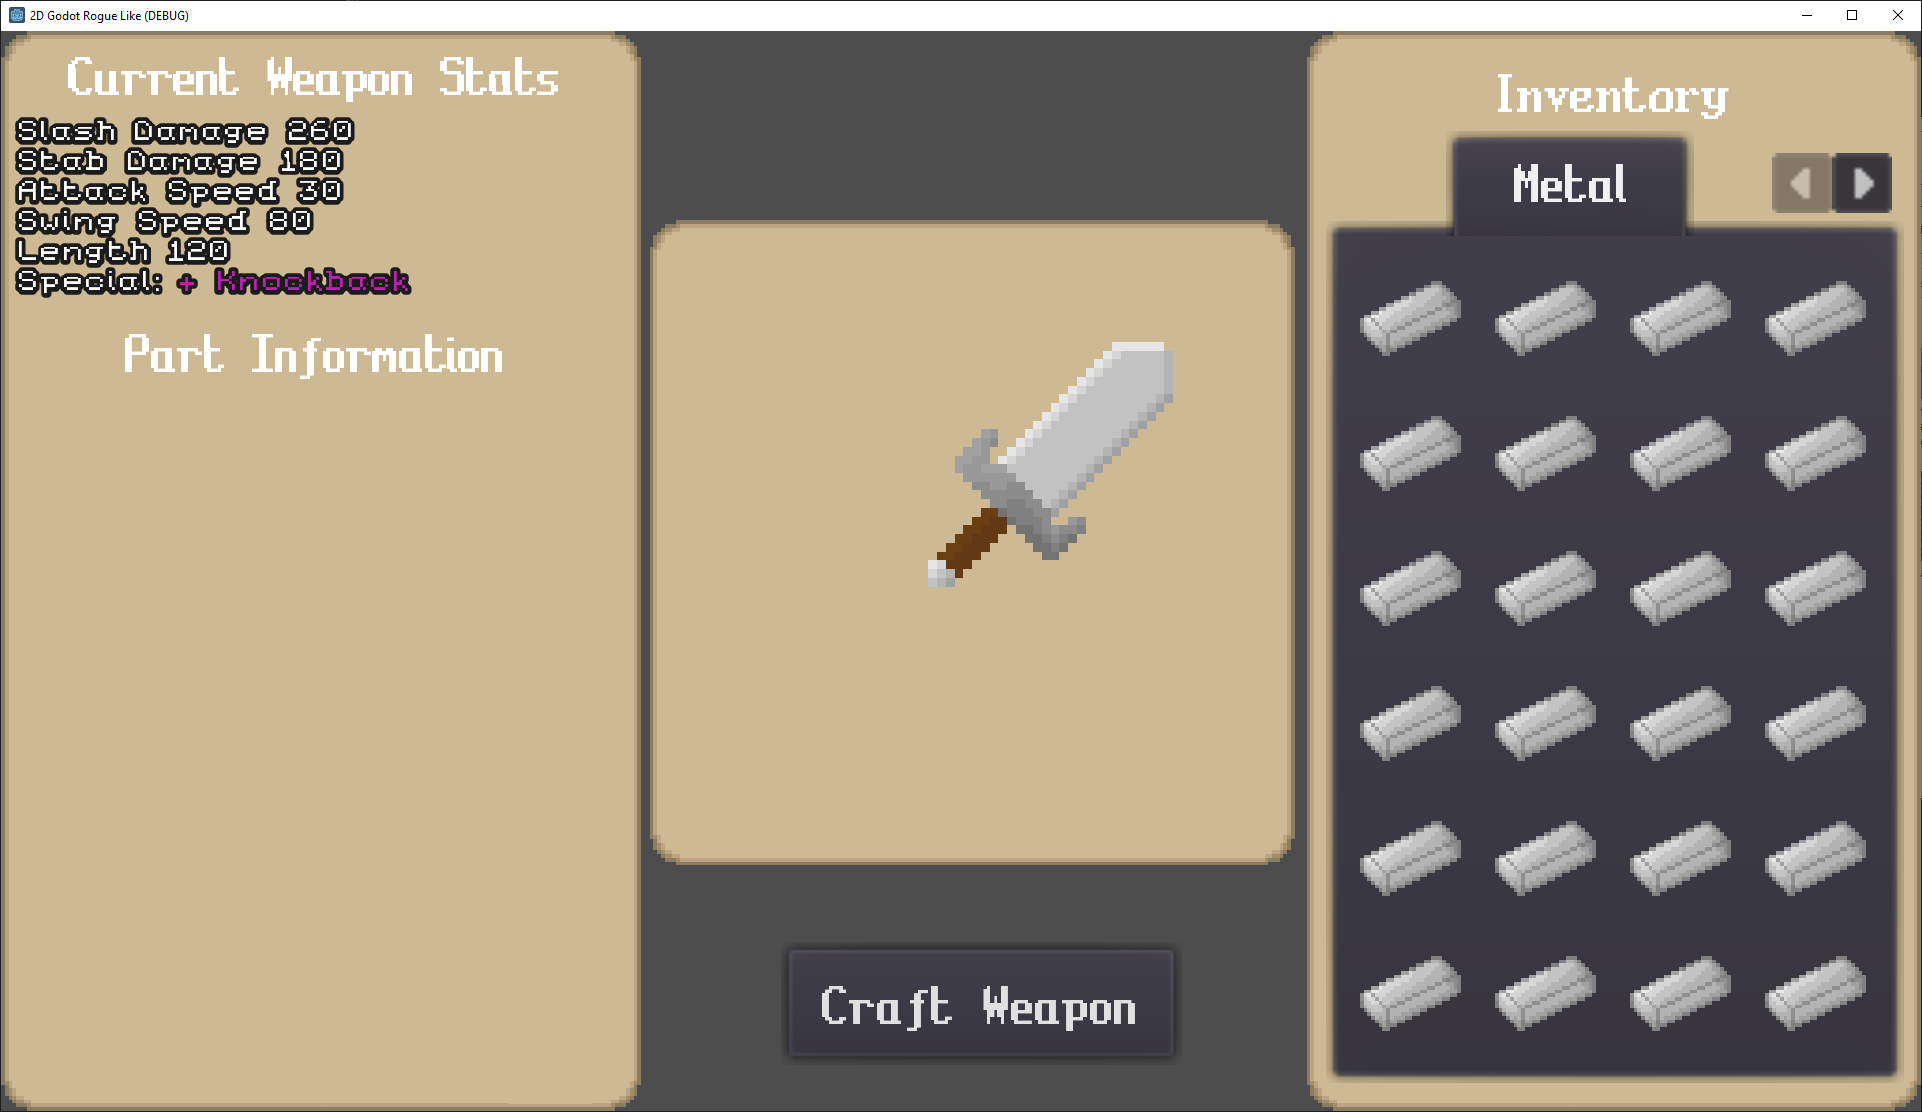 2D Godot Rogue Like (DEBUG)
Current Weapon Stats
Slash Damage 260
Stab Damage 180
Attack Speed 30
Swing Speed 80
Length 120
Special: + Knockback
Part Information
Craft Weapon
Inventory
Metal